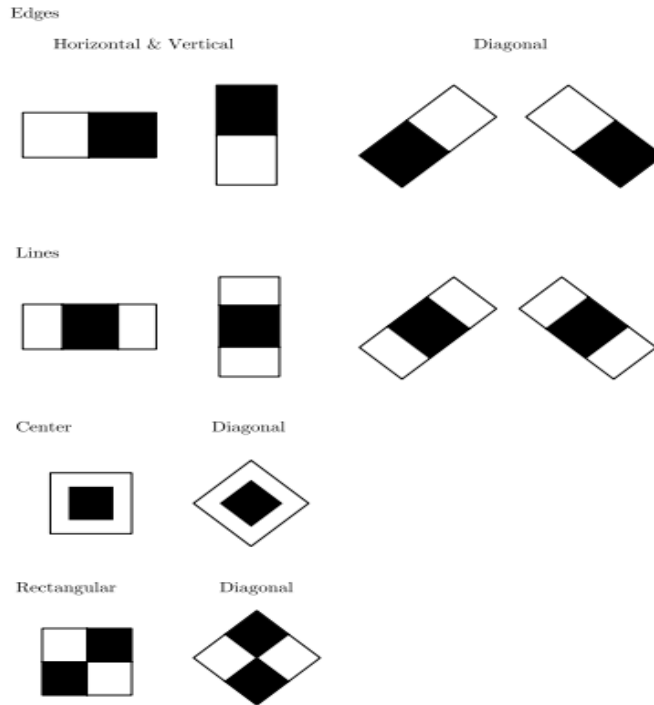 Edges
Horizontal & Vertical
Diagonal
Lines
Center
Diagonal
Rectangular
Diagonal